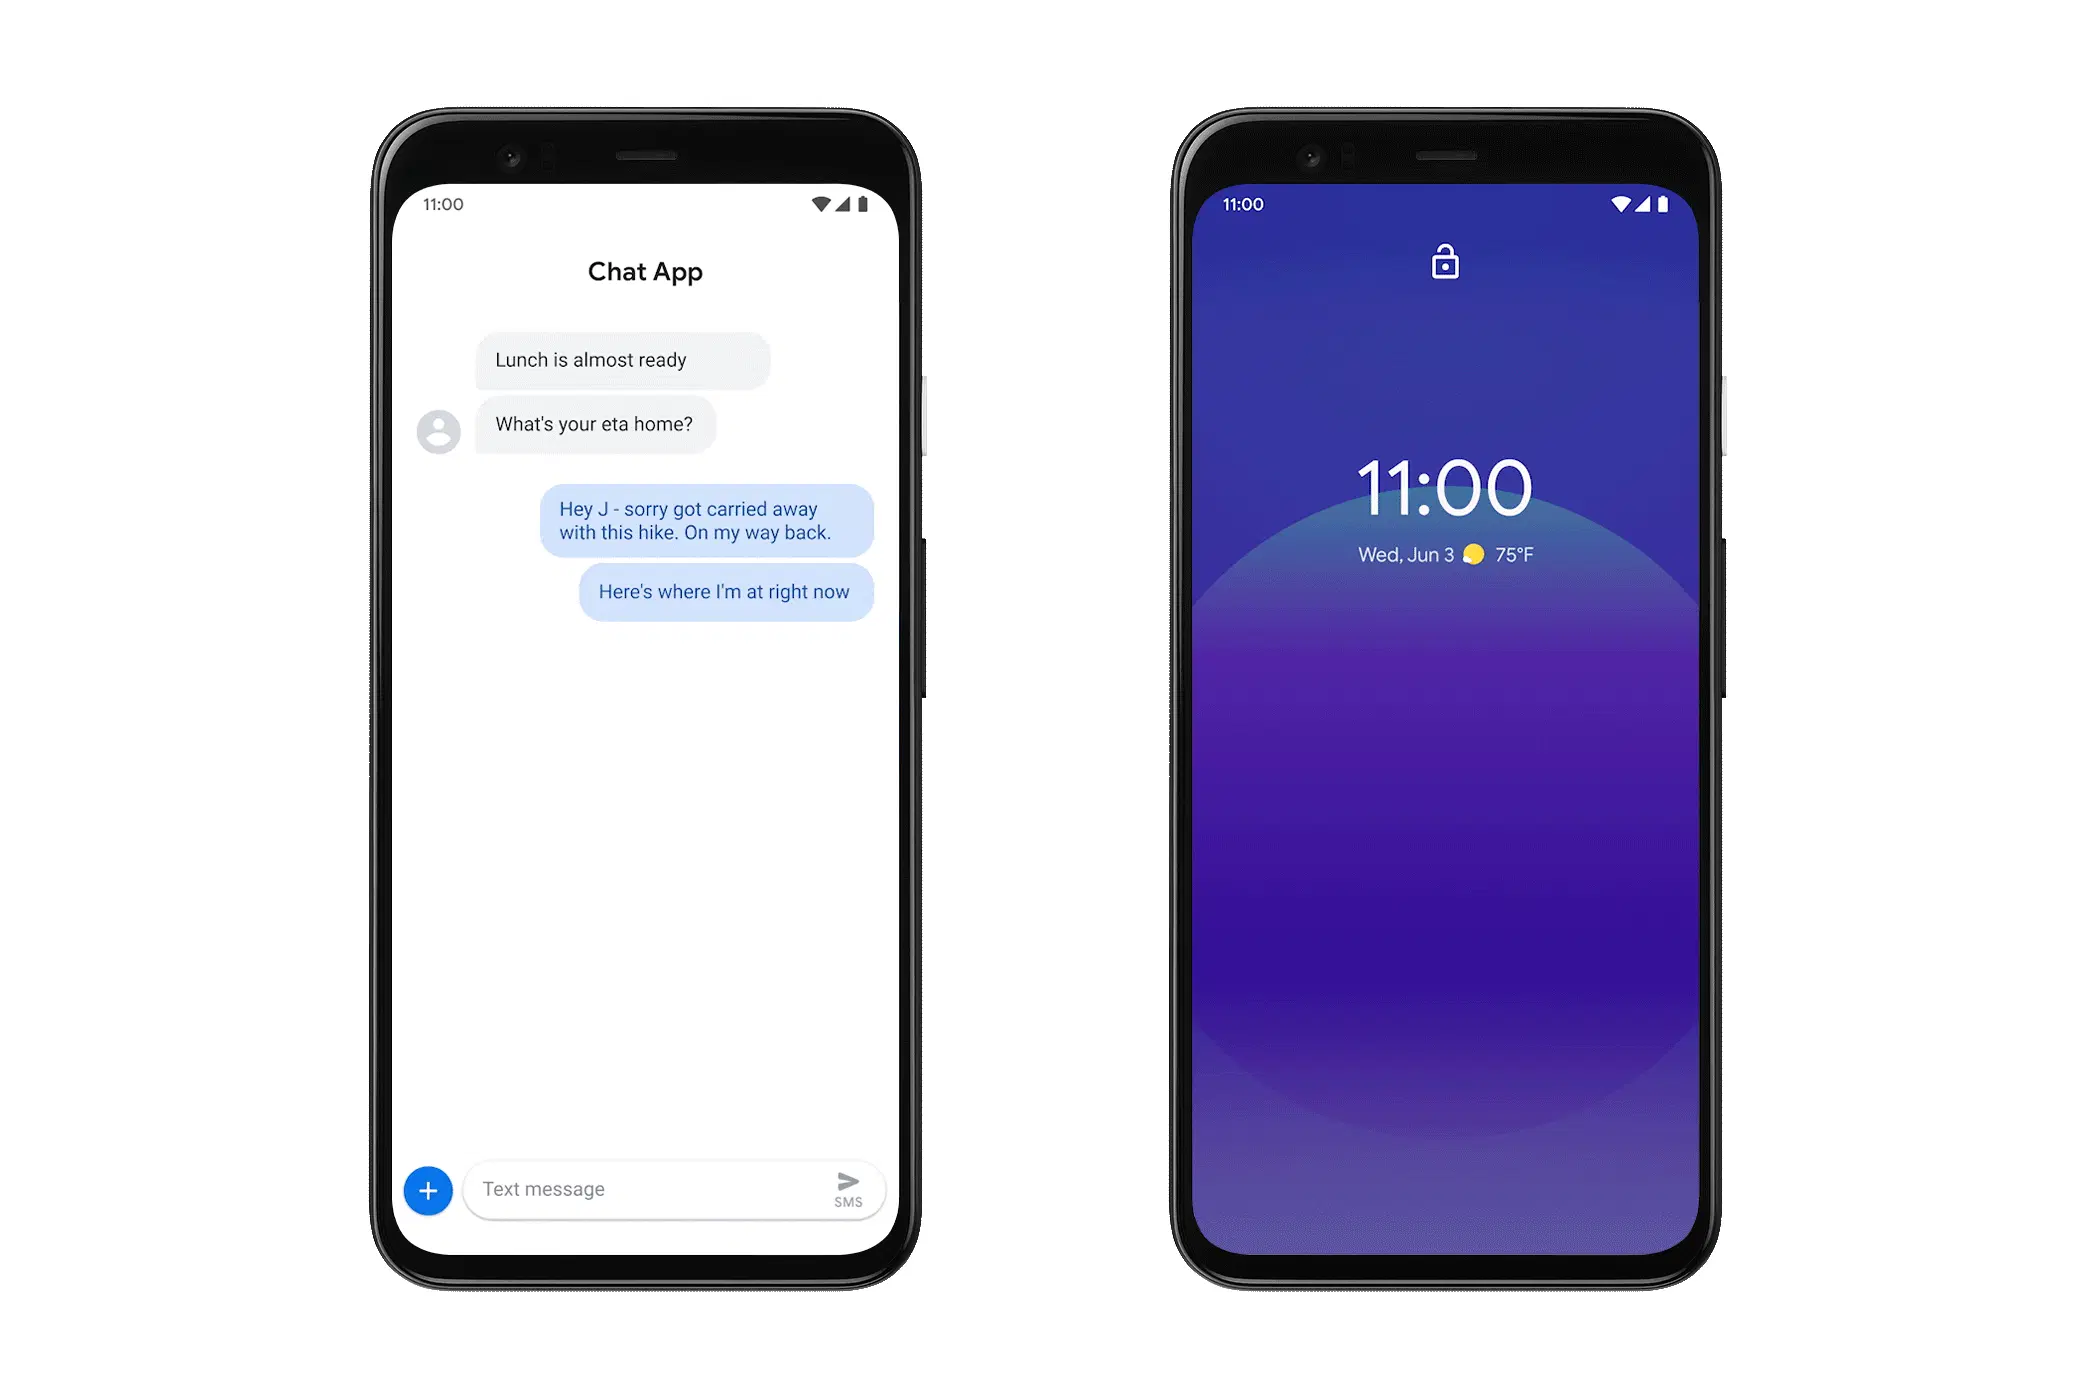 11:00
Chat App
Lunch is almost ready
What's your eta home?
Hey J - sorry got carried away
with this hike. On my way back.
Here's where I'm at right now
Text message
SMS
11:00
11:00
Wed, Jun 3 75°F